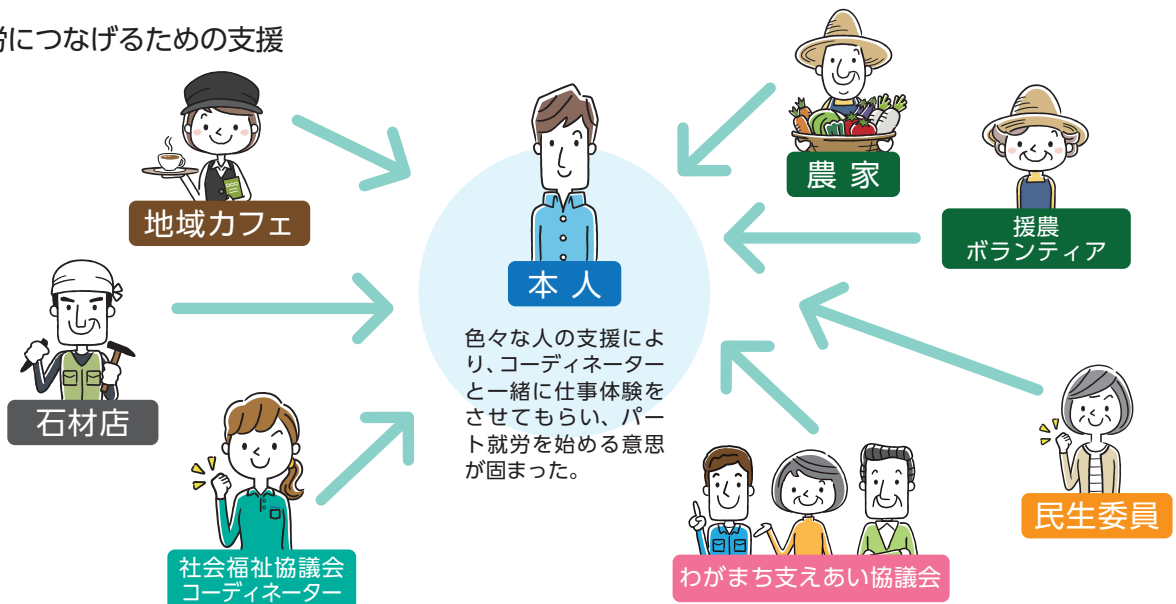 労につなげるための支援
地域カフェ
農家
援農
ボランティア
本人
色々な人の支援によ
り、コーディネーター
と一緒に仕事体験を
させてもらい、パー
ト就労を始める意思
が固まった。
石材店
社会福祉協議会
コーディネーター
わがまち支えあい協議会
民生委員